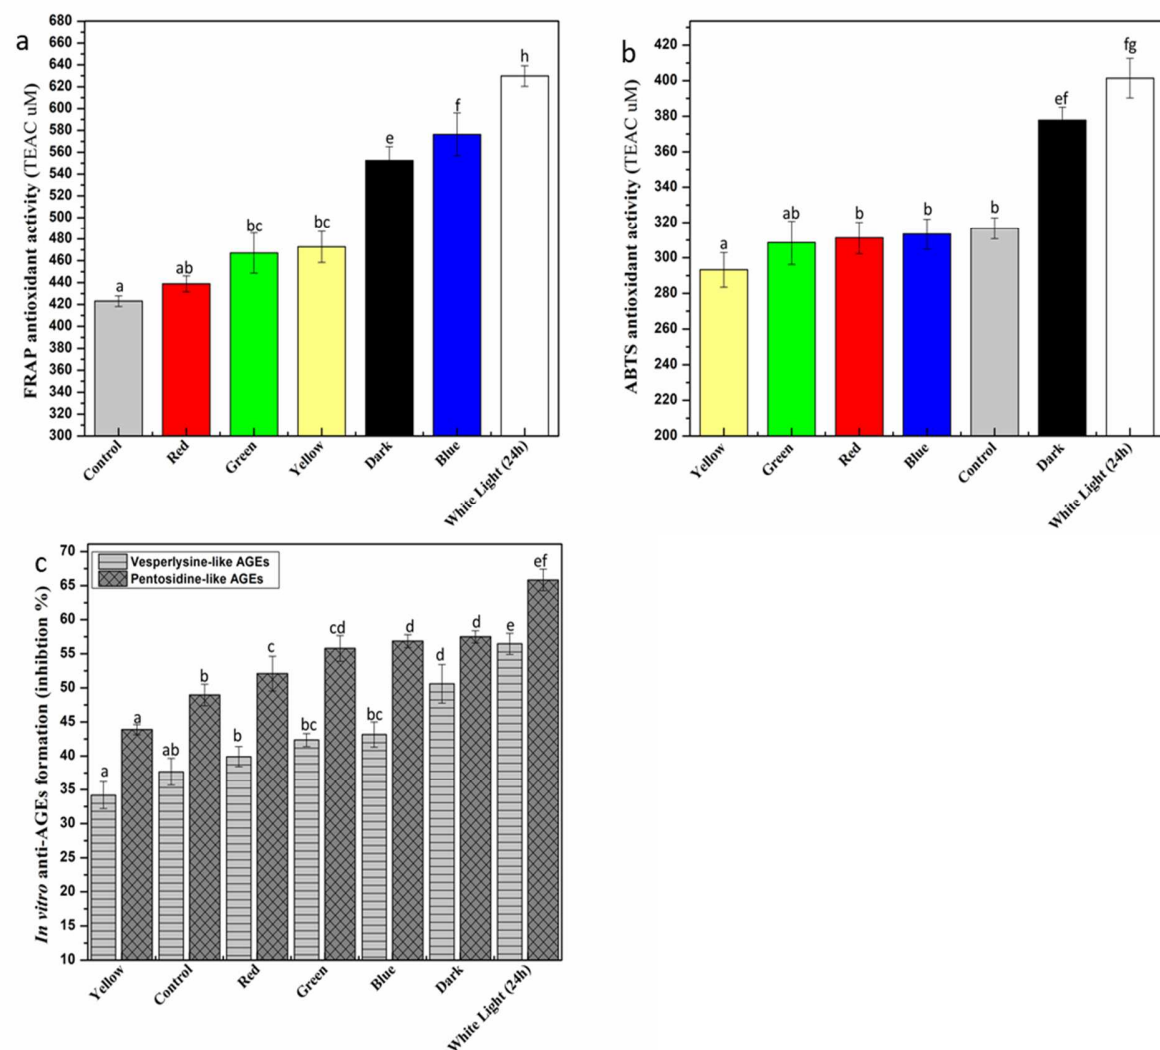 a
FRAP antioxidant activity (TEAC uM)
680
660
640
620
600
580
560
540
520
500
480
460
440
420
400
380
360
340
320
300
a
ab
bc
bc
e
f
h
Control
Red
Green
Yellow
Dark
Blue
White Light (24h)
b
ABTS antioxidant activity (TEAC uM)
420
400
380
360
340
320
300
280
260
240
220
200
a
ab
b
b
b
ef
fg
Yellow
Green
Red
Blue
Control
Dark
White Light (24h)
c
In vitro anti-AGEs formation (inhibtion %)
70
65
60
55
50
45
40
35
30
25
20
15
10
Vesperlysine-like AGEs
Pentosidine-like AGEs
a
a
ab
b
b
c
bc
cd
bc
d
d
d
e
ef
Yellow
Control
Red
Green
Blue
Dark
White Light (24h)